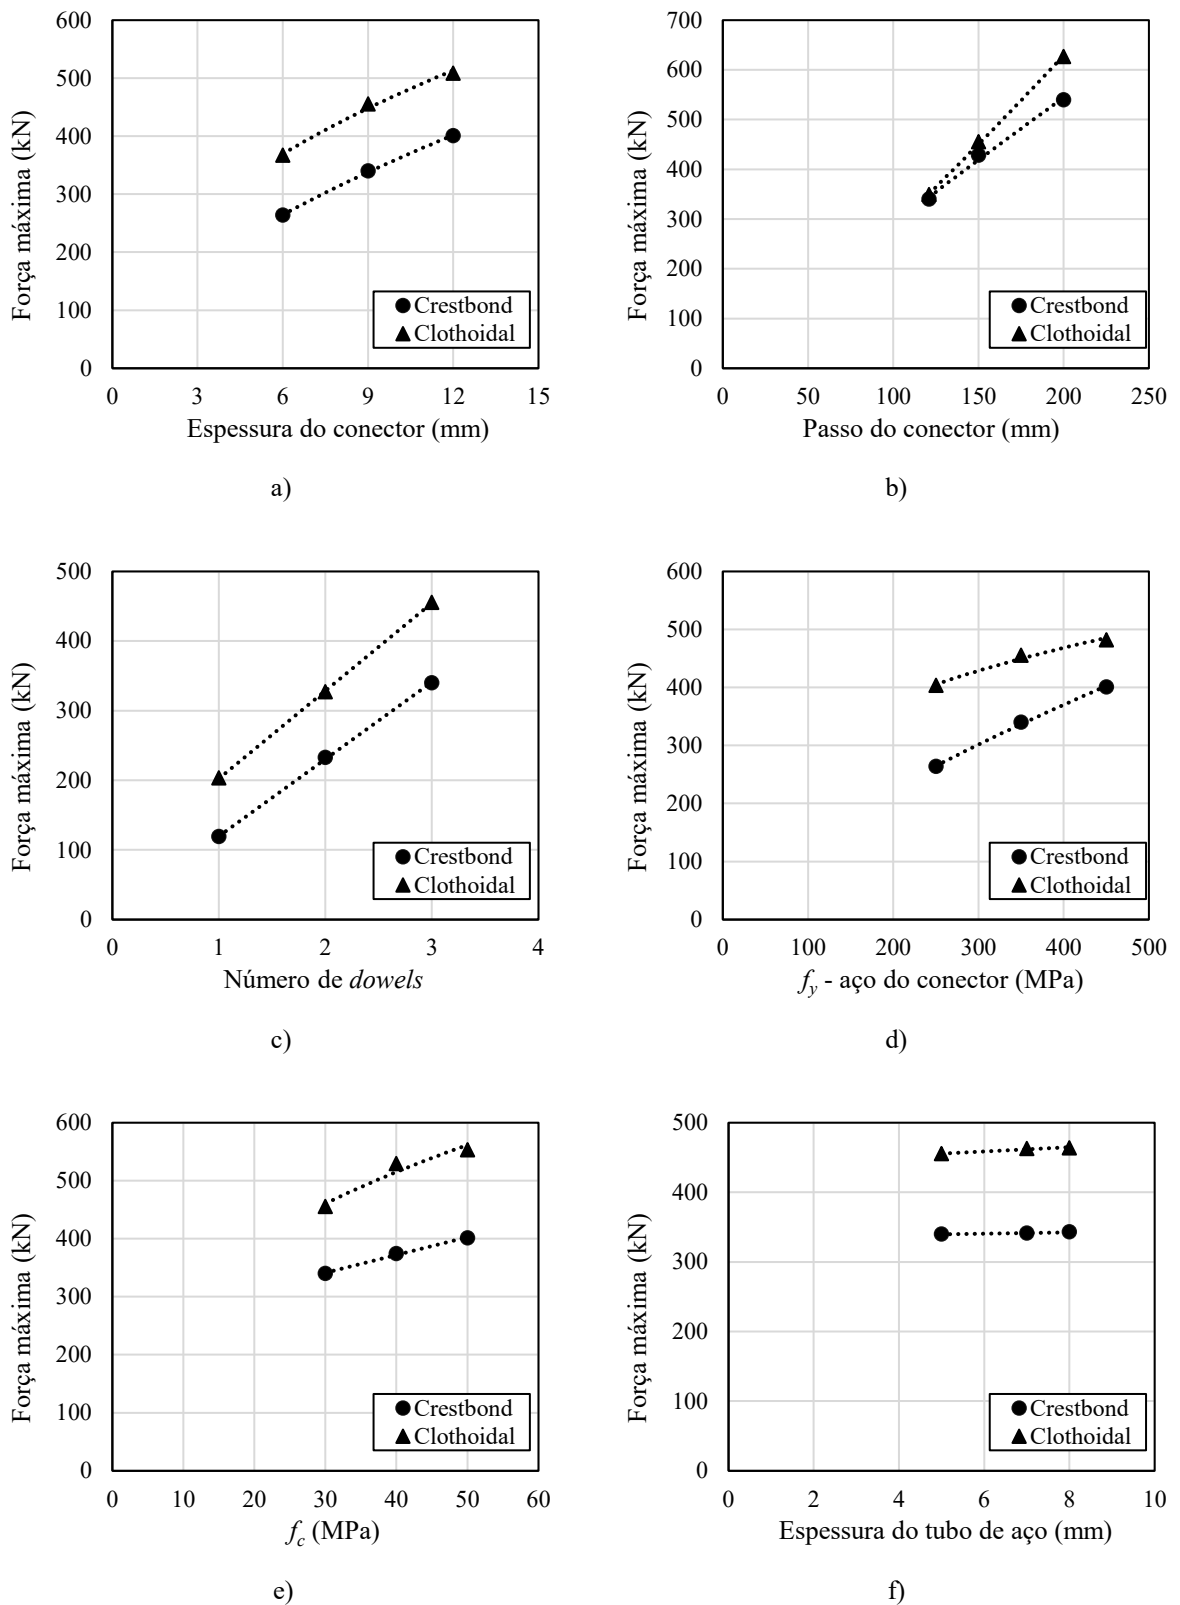 600
500
400
300
200
100
0
Força máxima (kN)
Crestbond
Clothoidal
0 3 6 9 12 15
Espessura do conector (mm)
a)
700
600
500
400
300
200
100
0
Força máxima (kN)
Crestbond
Clothoidal
0 50 100 150 200 250
Passo do conector (mm)
b)
500
400
300
200
100
0
Força máxima (kN)
Crestbond
Clothoidal
0 1 2 3 4
Número de dowels
c)
600
500
400
300
200
100
0
Força máxima (kN)
Crestbond
Clothoidal
0 100 200 300 400 500
fy - aço do conector (MPa)
d)
600
500
400
300
200
100
0
Força máxima (kN)
Crestbond
Clothoidal
0 10 20 30 40 50 60
fc (MPa)
e)
500
400
300
200
100
0
Força máxima (kN)
Crestbond
Clothoidal
0 2 4 6 8 10
Espessura do tubo de aço (mm)
f)